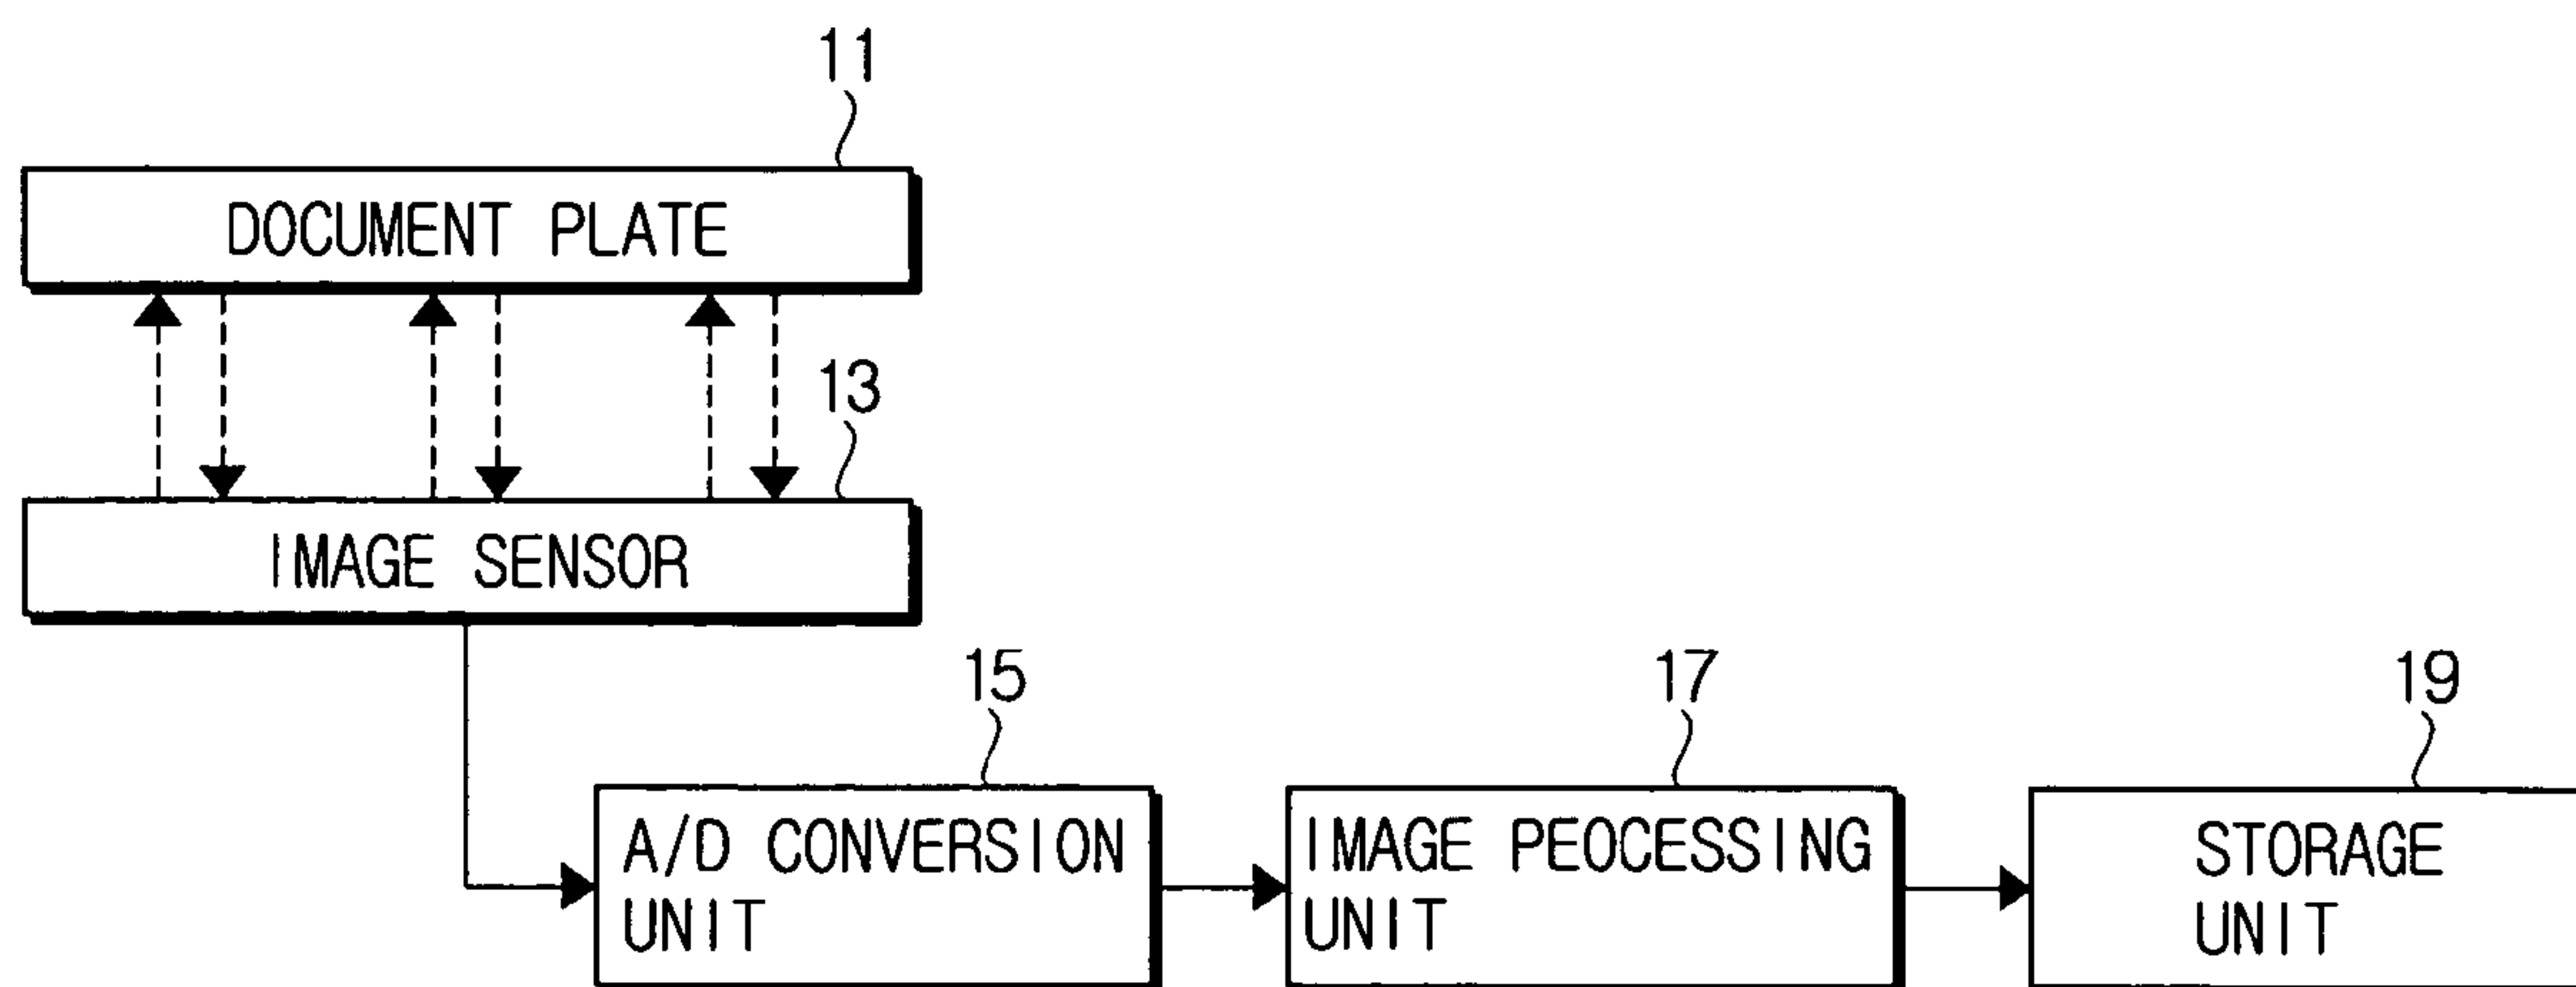 11
DOCUMENT PLATE
13
IMAGE SENSOR
15
17
19
A/D CONVERSION
UNIT
IMAGE PEOCESSING
UNIT
STORAGE
UNIT